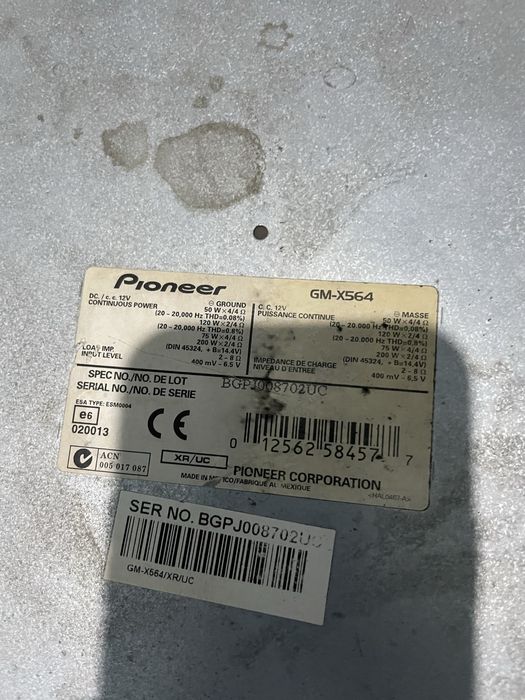 Pioneer GM-X564
DC. / c. c. 12V ⊖ GROUND
CONTINUOUS POWER 50 W × 4/4 Ω
(20 ~ 20,000 Hz THD=0.08%)
120 W × 2/4 Ω
(20 ~ 20,000 Hz THD=0.8%)
75 W × 4/4 Ω
200 W × 2/4 Ω
LOAD IMP. (DIN 45324, + B=14.4V)
INPUT LEVEL 2 ~ 8 Ω
400 mV ~ 6.5 V
C. C. 12V ⊖ MASSE
PUISSANCE CONTINUE 50 W × 4/4 Ω
(20 ~ 20,000 Hz THD=0.08%)
120 W × 2/4 Ω
(20 ~ 20,000 Hz THD=0.8%)
75 W × 4/4 Ω
200 W × 2/4 Ω
(DIN 45324, + B=14.4V)
IMPEDANCE DE CHARGE 2 ~ 8 Ω
NIVEAU D'ENTREE 400 mV ~ 6.5 V
SPEC NO./NO. DE LOT
SERIAL NO./NO. DE SERIE BGPJ008702UC
ESA TYPE: ESM0004
e6
020013
CE
0 12562 58457 7
ACN
005 017 087
XR/UC
PIONEER CORPORATION
MADE IN MEXICO/FABRIQUE AU MEXIQUE
<HAL0467-A>
SER NO. BGPJ008702UC
GM-X564/XR/UC